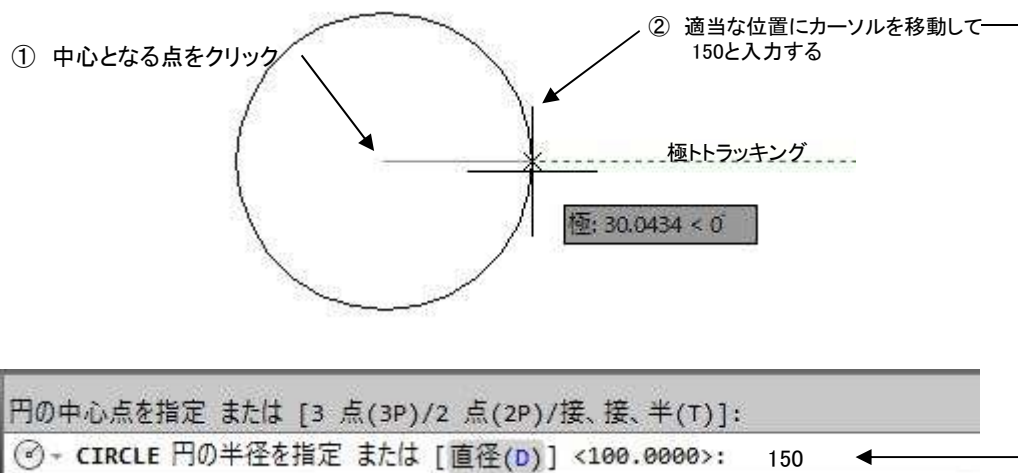 ① 中心となる点をクリック
② 適当な位置にカーソルを移動して
150と入力する
極トトラッキング
極: 30.0434 < 0°
円の中心点を指定 または [3 点(3P)/2 点(2P)/接、接、半(T)]:
CIRCLE 円の半径を指定 または [直径(D)] <100.0000>: 150